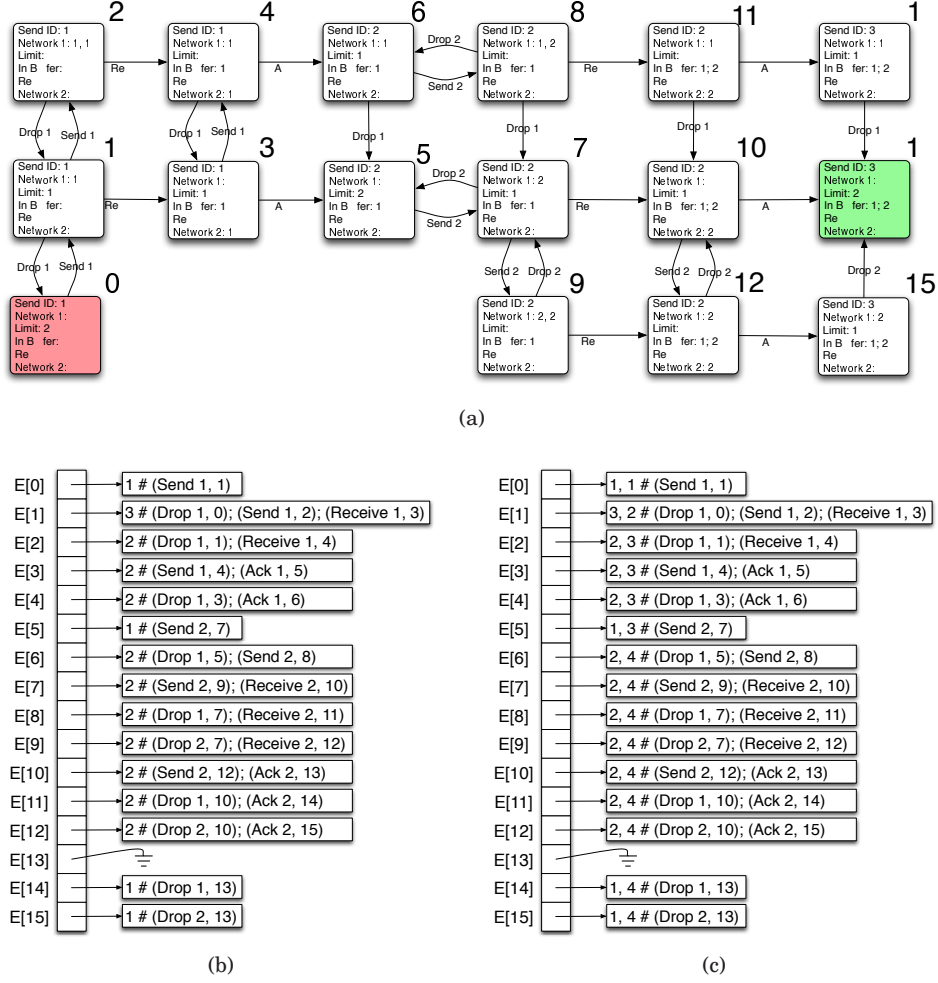 2
Send ID: 1
Network 1: 1, 1
Limit:
In B fer:
Re
Network 2:
Re
4
Send ID: 1
Network 1: 1
Limit:
In B fer: 1
Re
Network 2: 1
A
6
Send ID: 2
Network 1: 1
Limit: 1
In B fer: 1
Re
Network 2:
Drop 2
Send 2
8
Send ID: 2
Network 1: 1, 2
Limit:
In B fer: 1
Re
Network 2:
Re
11
Send ID: 2
Network 1: 1
Limit:
In B fer: 1; 2
Re
Network 2: 2
A
1
Send ID: 3
Network 1: 1
Limit: 1
In B fer: 1; 2
Re
Network 2:
Drop 1
Send 1
Drop 1
Send 1
Drop 1
Drop 1
Drop 1
Drop 1
1
Send ID: 1
Network 1: 1
Limit: 1
In B fer:
Re
Network 2:
Re
3
Send ID: 1
Network 1:
Limit: 1
In B fer: 1
Re
Network 2: 1
A
5
Send ID: 2
Network 1:
Limit: 2
In B fer: 1
Re
Network 2:
Drop 2
Send 2
7
Send ID: 2
Network 1: 2
Limit: 1
In B fer: 1
Re
Network 2:
Re
10
Send ID: 2
Network 1:
Limit: 1
In B fer: 1; 2
Re
Network 2: 2
A
1
Send ID: 3
Network 1:
Limit: 2
In B fer: 1; 2
Re
Network 2:
Drop 1
Send 1
Send 2
Drop 2
Send 2
Drop 2
Drop 2
0
Send ID: 1
Network 1:
Limit: 2
In B fer:
Re
Network 2:
9
Send ID: 2
Network 1: 2, 2
Limit:
In B fer: 1
Re
Network 2:
Re
12
Send ID: 2
Network 1: 2
Limit:
In B fer: 1; 2
Re
Network 2: 2
A
15
Send ID: 3
Network 1: 2
Limit: 1
In B fer: 1; 2
Re
Network 2:
(a)
E[0] 1 # (Send 1, 1)
E[1] 3 # (Drop 1, 0); (Send 1, 2); (Receive 1, 3)
E[2] 2 # (Drop 1, 1); (Receive 1, 4)
E[3] 2 # (Send 1, 4); (Ack 1, 5)
E[4] 2 # (Drop 1, 3); (Ack 1, 6)
E[5] 1 # (Send 2, 7)
E[6] 2 # (Drop 1, 5); (Send 2, 8)
E[7] 2 # (Send 2, 9); (Receive 2, 10)
E[8] 2 # (Drop 1, 7); (Receive 2, 11)
E[9] 2 # (Drop 2, 7); (Receive 2, 12)
E[10] 2 # (Send 2, 12); (Ack 2, 13)
E[11] 2 # (Drop 1, 10); (Ack 2, 14)
E[12] 2 # (Drop 2, 10); (Ack 2, 15)
E[13]
E[14] 1 # (Drop 1, 13)
E[15] 1 # (Drop 2, 13)
(b)
E[0] 1, 1 # (Send 1, 1)
E[1] 3, 2 # (Drop 1, 0); (Send 1, 2); (Receive 1, 3)
E[2] 2, 3 # (Drop 1, 1); (Receive 1, 4)
E[3] 2, 3 # (Send 1, 4); (Ack 1, 5)
E[4] 2, 3 # (Drop 1, 3); (Ack 1, 6)
E[5] 1, 3 # (Send 2, 7)
E[6] 2, 4 # (Drop 1, 5); (Send 2, 8)
E[7] 2, 4 # (Send 2, 9); (Receive 2, 10)
E[8] 2, 4 # (Drop 1, 7); (Receive 2, 11)
E[9] 2, 4 # (Drop 2, 7); (Receive 2, 12)
E[10] 2, 4 # (Send 2, 12); (Ack 2, 13)
E[11] 2, 4 # (Drop 1, 10); (Ack 2, 14)
E[12] 2, 4 # (Drop 2, 10); (Ack 2, 15)
E[13]
E[14] 1, 4 # (Drop 1, 13)
E[15] 1, 4 # (Drop 2, 13)
(c)